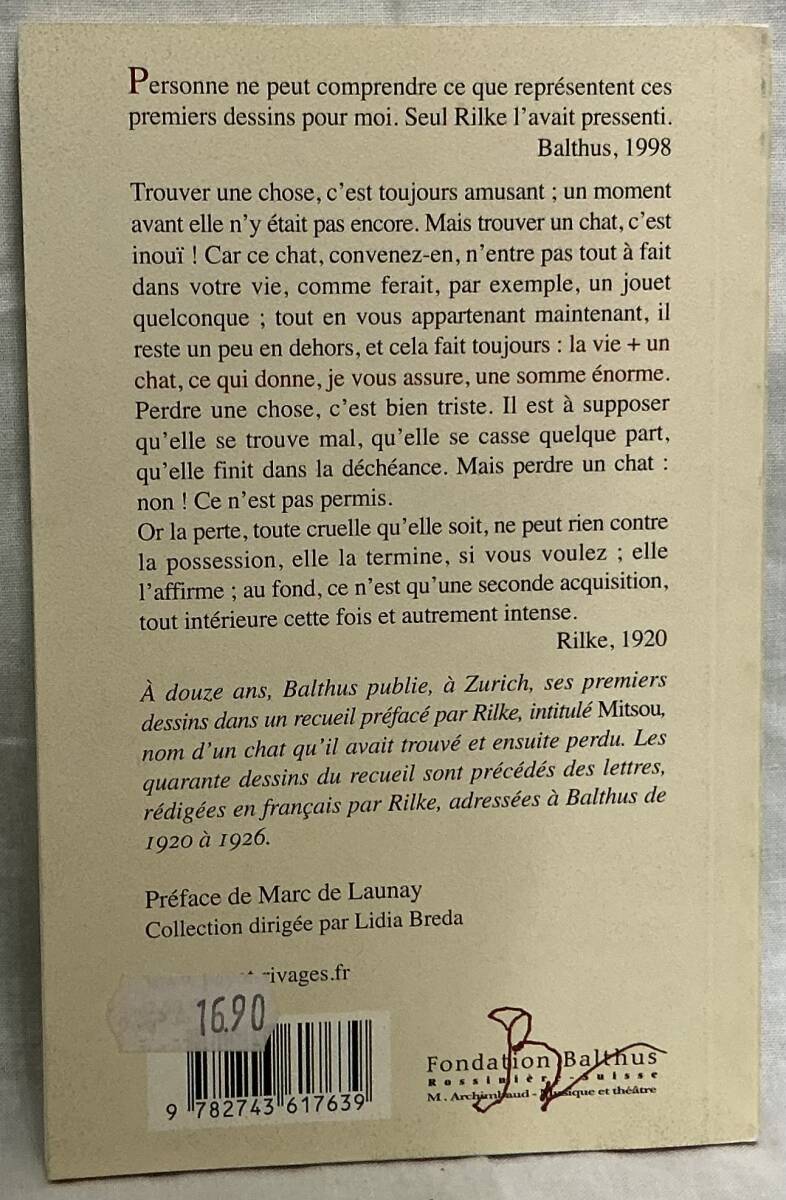 Personne ne peut comprendre ce que représentent ces
premiers dessins pour moi. Seul Rilke l'avait pressenti.
Balthus, 1998
Trouver une chose, c'est toujours amusant ; un moment
avant elle n'y était pas encore. Mais trouver un chat, c'est
inouï ! Car ce chat, convenez-en, n'entre pas tout à fait
dans votre vie, comme ferait, par exemple, un jouet
quelconque ; tout en vous appartenant maintenant, il
reste un peu en dehors, et cela fait toujours : la vie + un
chat, ce qui donne, je vous assure, une somme énorme.
Perdre une chose, c'est bien triste. Il est à supposer
qu'elle se trouve mal, qu'elle se casse quelque part,
qu'elle finit dans la déchéance. Mais perdre un chat :
non ! Ce n'est pas permis.
Or la perte, toute cruelle qu'elle soit, ne peut rien contre
la possession, elle la termine, si vous voulez ; elle
l'affirme ; au fond, ce n'est qu'une seconde acquisition,
tout intérieure cette fois et autrement intense.
Rilke, 1920
À douze ans, Balthus publie, à Zurich, ses premiers
dessins dans un recueil préfacé par Rilke, intitulé Mitsou,
nom d'un chat qu'il avait trouvé et ensuite perdu. Les
quarante dessins du recueil sont précédés des lettres,
rédigées en français par Rilke, adressées à Balthus de
1920 à 1926.
Préface de Marc de Launay
Collection dirigée par Lidia Breda
ivages.fr
16.90
9 782743 617639
Fondation Balthus
Suisse
M. Archimbaud - Musique et théâtre